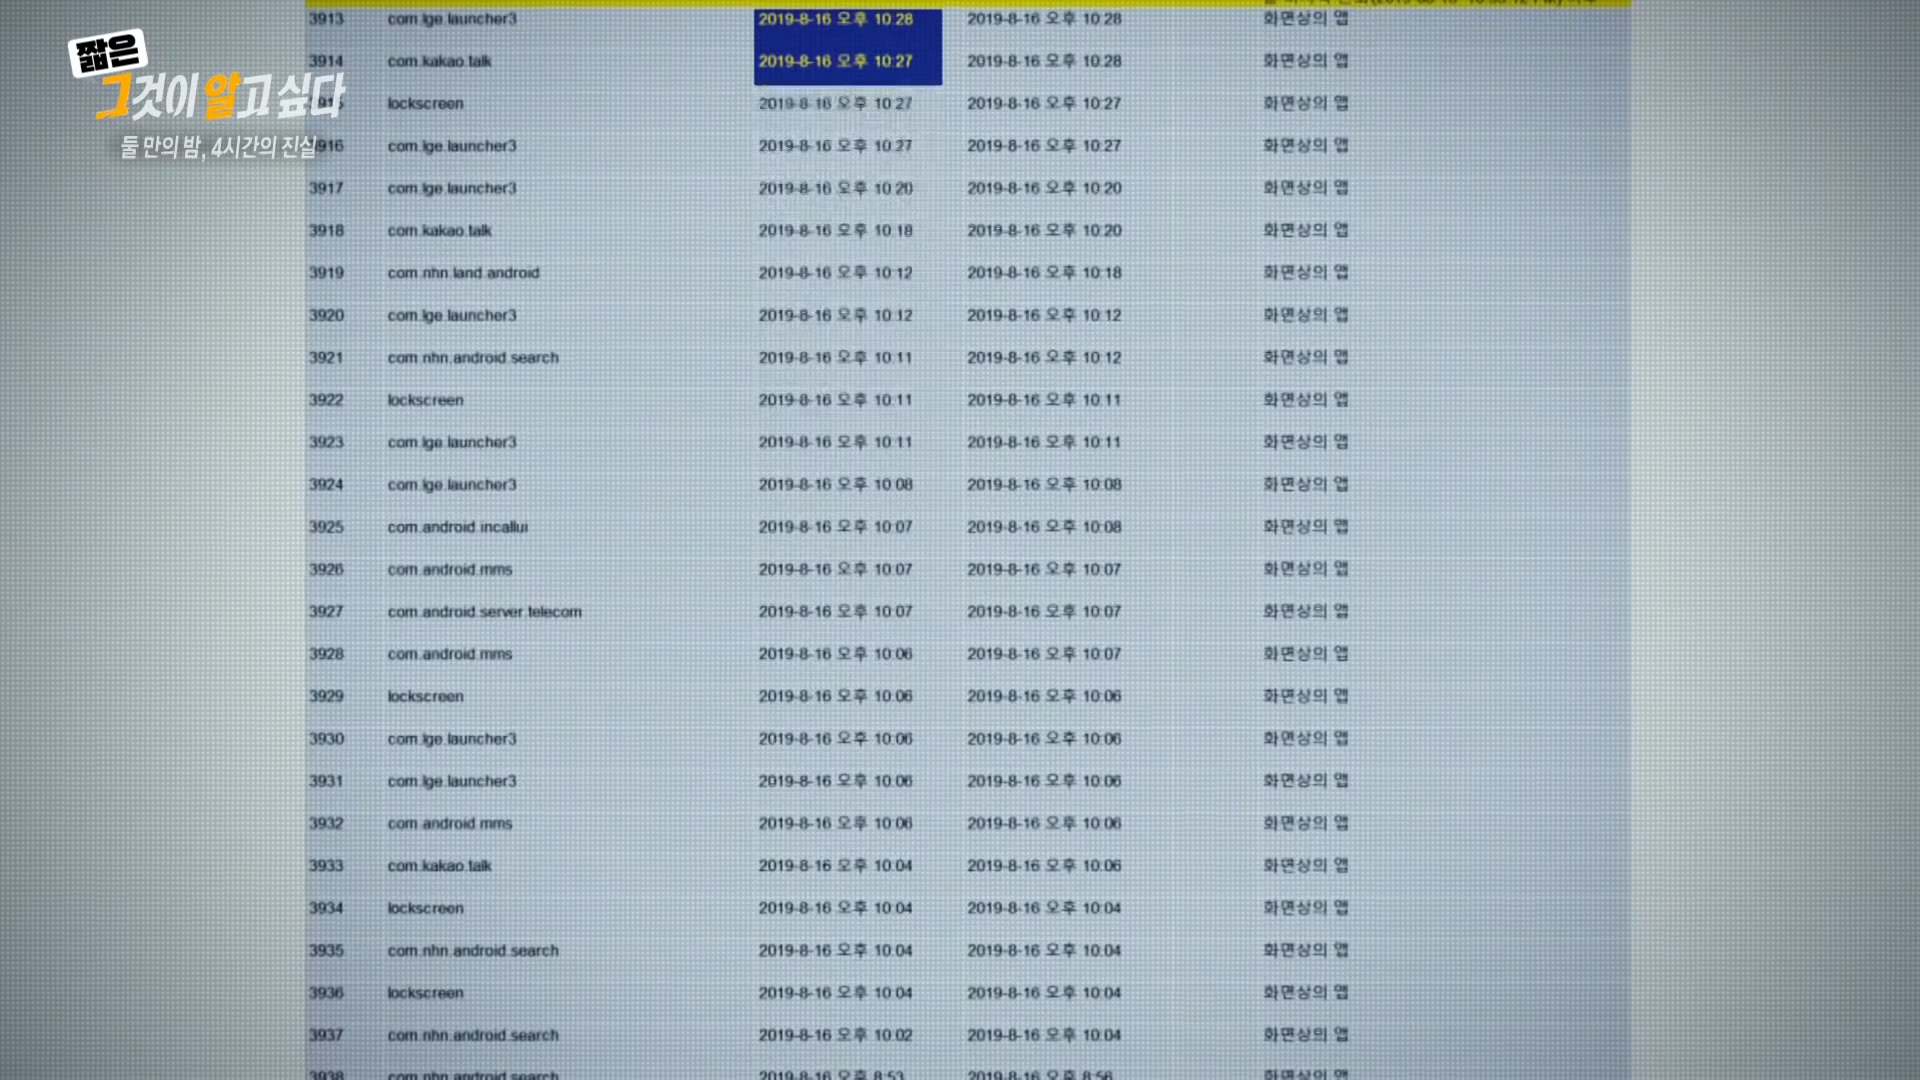 짧은
그것이 알고 싶다
둘 만의 밤, 4시간의 진실
3913 com.lge.launcher3 2019-8-16 오후 10:28 2019-8-16 오후 10:28 화면상의 앱
3914 com.kakao.talk 2019-8-16 오후 10:27 2019-8-16 오후 10:28 화면상의 앱
3915 lockscreen 2019-8-16 오후 10:27 2019-8-16 오후 10:27 화면상의 앱
3916 com.lge.launcher3 2019-8-16 오후 10:27 2019-8-16 오후 10:27 화면상의 앱
3917 com.lge.launcher3 2019-8-16 오후 10:20 2019-8-16 오후 10:20 화면상의 앱
3918 com.kakao.talk 2019-8-16 오후 10:18 2019-8-16 오후 10:20 화면상의 앱
3919 com.nhn.land.android 2019-8-16 오후 10:12 2019-8-16 오후 10:18 화면상의 앱
3920 com.lge.launcher3 2019-8-16 오후 10:12 2019-8-16 오후 10:12 화면상의 앱
3921 com.nhn.android.search 2019-8-16 오후 10:11 2019-8-16 오후 10:12 화면상의 앱
3922 lockscreen 2019-8-16 오후 10:11 2019-8-16 오후 10:11 화면상의 앱
3923 com.lge.launcher3 2019-8-16 오후 10:11 2019-8-16 오후 10:11 화면상의 앱
3924 com.lge.launcher3 2019-8-16 오후 10:08 2019-8-16 오후 10:08 화면상의 앱
3925 com.android.incallui 2019-8-16 오후 10:07 2019-8-16 오후 10:08 화면상의 앱
3926 com.android.mms 2019-8-16 오후 10:07 2019-8-16 오후 10:07 화면상의 앱
3927 com.android.server.telecom 2019-8-16 오후 10:07 2019-8-16 오후 10:07 화면상의 앱
3928 com.android.mms 2019-8-16 오후 10:06 2019-8-16 오후 10:07 화면상의 앱
3929 lockscreen 2019-8-16 오후 10:06 2019-8-16 오후 10:06 화면상의 앱
3930 com.lge.launcher3 2019-8-16 오후 10:06 2019-8-16 오후 10:06 화면상의 앱
3931 com.lge.launcher3 2019-8-16 오후 10:06 2019-8-16 오후 10:06 화면상의 앱
3932 com.android.mms 2019-8-16 오후 10:06 2019-8-16 오후 10:06 화면상의 앱
3933 com.kakao.talk 2019-8-16 오후 10:04 2019-8-16 오후 10:06 화면상의 앱
3934 lockscreen 2019-8-16 오후 10:04 2019-8-16 오후 10:04 화면상의 앱
3935 com.nhn.android.search 2019-8-16 오후 10:04 2019-8-16 오후 10:04 화면상의 앱
3936 lockscreen 2019-8-16 오후 10:04 2019-8-16 오후 10:04 화면상의 앱
3937 com.nhn.android.search 2019-8-16 오후 10:02 2019-8-16 오후 10:04 화면상의 앱
3938 com.nhn.android.search 2019-8-16 오후 8:53 2019-8-16 오후 8:56 화면상의 앱